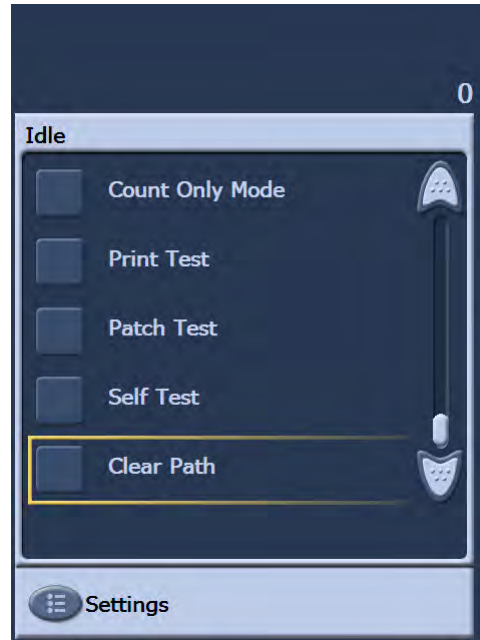 0
Idle
Count Only Mode
Print Test
Patch Test
Self Test
Clear Path
Settings